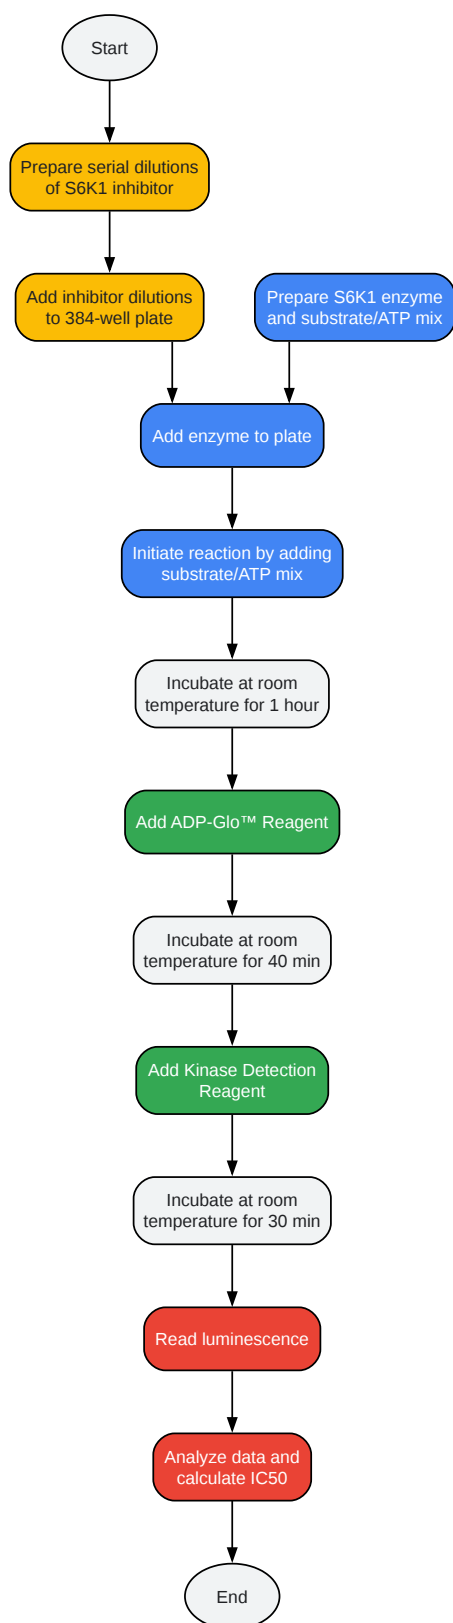 Start
Prepare serial dilutions
of S6K1 inhibitor
Add inhibitor dilutions
to 384-well plate
Prepare S6K1 enzyme
and substrate/ATP mix
Add enzyme to plate
Initiate reaction by adding
substrate/ATP mix
Incubate at room
temperature for 1 hour
Add ADP-Glo™ Reagent
Incubate at room
temperature for 40 min
Add Kinase Detection
Reagent
Incubate at room
temperature for 30 min
Read luminescence
Analyze data and
calculate IC50
End